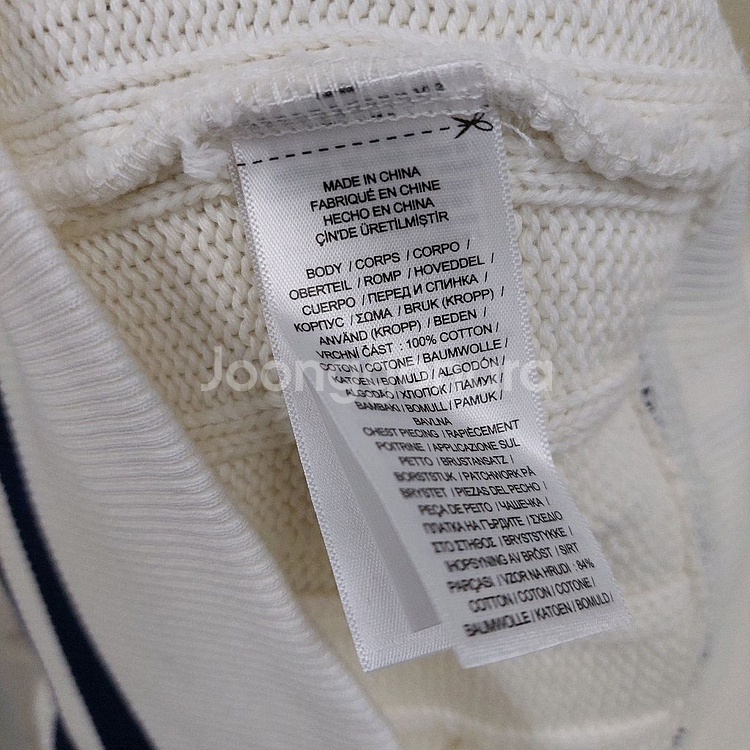 MADE IN CHINA
FABRIQUÉ EN CHINE
HECHO EN CHINA
ÇİN'DE ÜRETİLMİŞTİR
BODY / CORPS / CORPO /
OBERTEIL / ROMP / HOVEDDEL /
CUERPO / ПЕРЕД И СПИНКА /
КОРПУС / ΣΩΜΑ / BRUK (KROPP) /
ANVÄND (KROPP) / BEDEN /
VRCHNÍ ČÁST : 100% COTTON /
COTON / COTONE / BAUMWOLLE /
KATOEN / BOMULD / ALGODÓN /
ALGODÃO / ХЛОПОК / ПАМУК /
ΒΑΜΒΑΚΙ / BOMULL / PAMUK /
BAVLNA
CHEST PIECING / RAPIÈCEMENT
POITRINE / APPLICAZIONE SUL
PETTO / BRUSTANSATZ /
BORSTSTUK / PATCHWORK PÅ
BRYSTET / PIEZAS DEL PECHO /
PEÇA DE PEITO / ЧАШЕЧКА /
ПЛАТКА НА ГЪРДИТЕ / ΣΧΕΔΙΟ
ΣΤΟ ΣΤΗΘΟΣ / BRYSTSTYKKE /
IHOPSYNING AV BRÖST / SIRT
PARÇASI / VZOR NA HRUDI : 84%
COTTON / COTON / COTONE /
BAUMWOLLE / KATOEN / BOMULD /
Joong